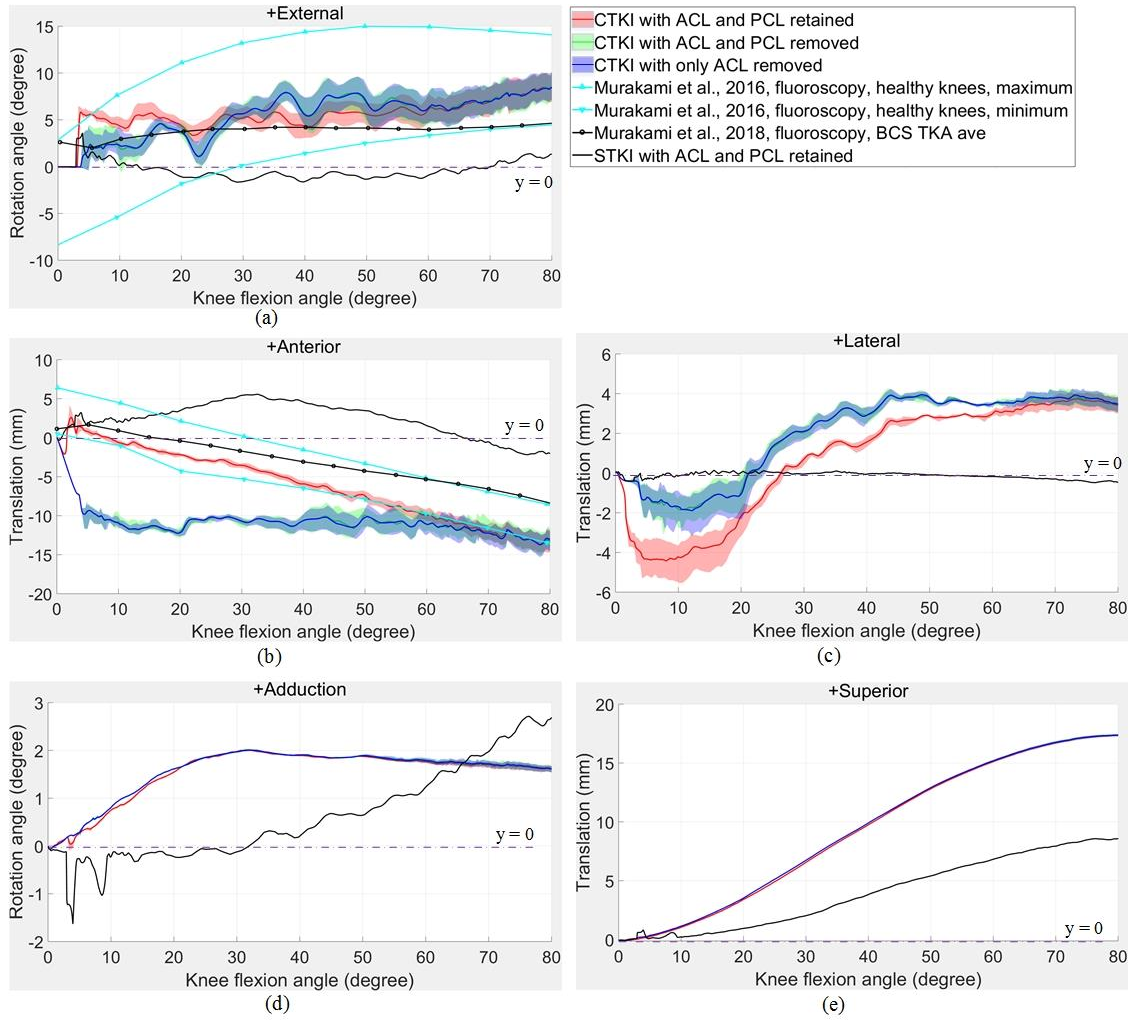 +External
Rotation angle (degree)
15
10
5
0
-5
-10
y = 0
0 10 20 30 40 50 60 70 80
Knee flexion angle (degree)
(a)
CTKI with ACL and PCL retained
CTKI with ACL and PCL removed
CTKI with only ACL removed
Murakami et al., 2016, fluoroscopy, healthy knees, maximum
Murakami et al., 2016, fluoroscopy, healthy knees, minimum
Murakami et al., 2018, fluoroscopy, BCS TKA ave
STKI with ACL and PCL retained
+Anterior
Translation (mm)
10
5
0
-5
-10
-15
-20
y = 0
0 10 20 30 40 50 60 70 80
Knee flexion angle (degree)
(b)
+Lateral
Translation (mm)
6
4
2
0
-2
-4
-6
y = 0
0 10 20 30 40 50 60 70 80
Knee flexion angle (degree)
(c)
+Adduction
Rotation angle (degree)
3
2
1
0
-1
-2
y = 0
0 10 20 30 40 50 60 70 80
Knee flexion angle (degree)
(d)
+Superior
Translation (mm)
20
15
10
5
0
y = 0
0 10 20 30 40 50 60 70 80
Knee flexion angle (degree)
(e)